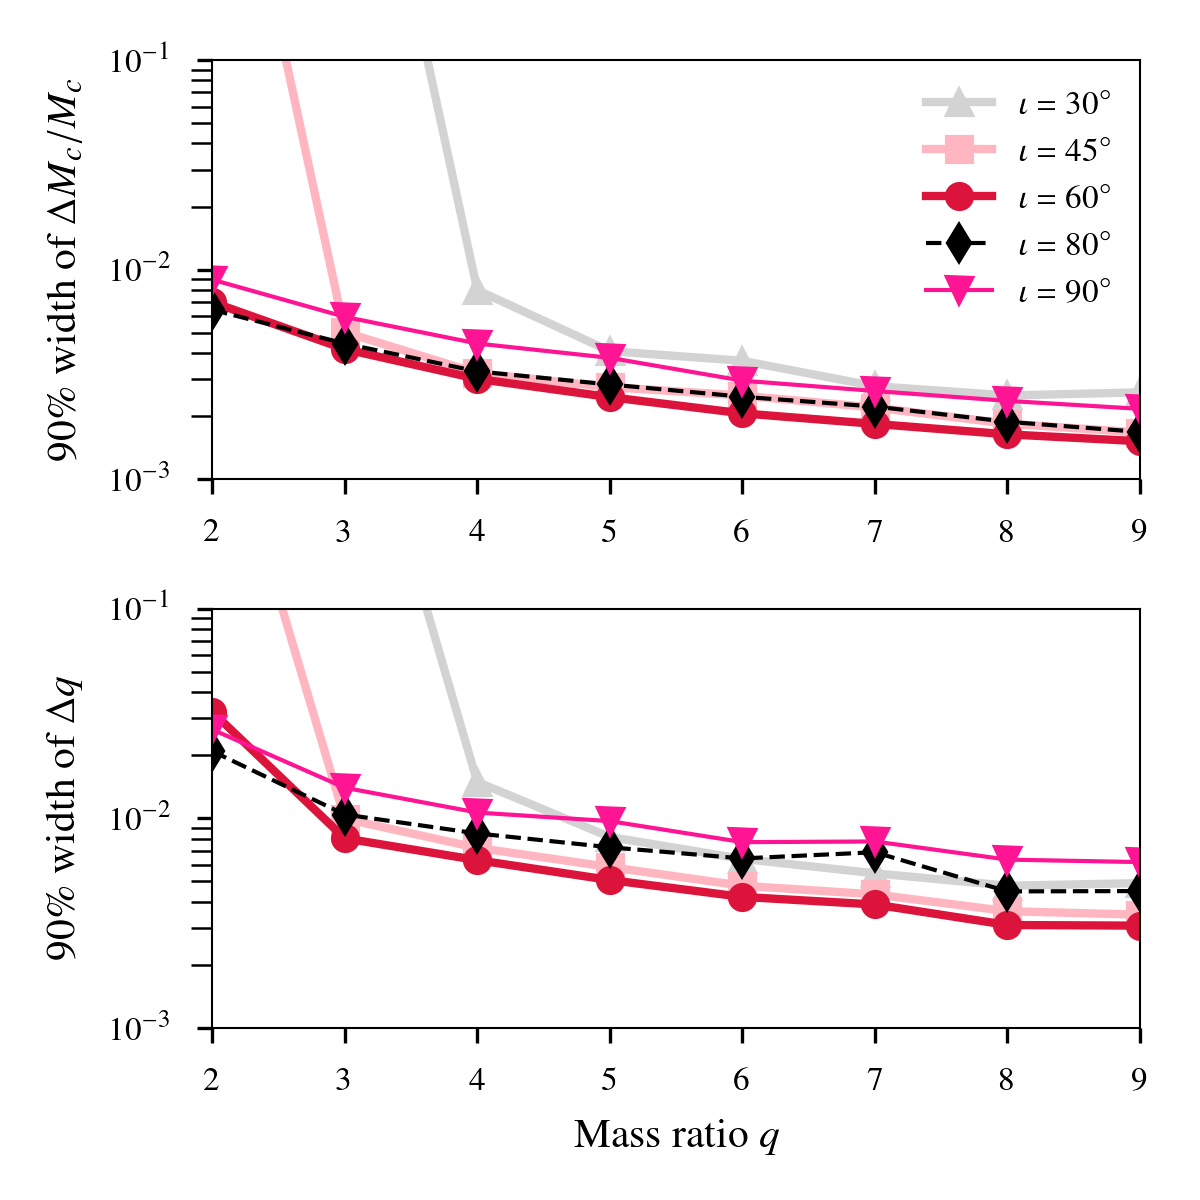 90% width of ΔM_c/M_c
10⁻¹
10⁻²
10⁻³
ι = 30°
ι = 45°
ι = 60°
ι = 80°
ι = 90°
2 3 4 5 6 7 8 9
90% width of Δq
10⁻¹
10⁻²
10⁻³
2 3 4 5 6 7 8 9
Mass ratio q